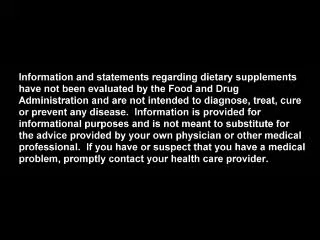 Information and statements regarding dietary supplements
have not been evaluated by the Food and Drug
Administration and are not intended to diagnose, treat, cure
or prevent any disease.  Information is provided for
informational purposes and is not meant to substitute for
the advice provided by your own physician or other medical
professional.  If you have or suspect that you have a medical
problem, promptly contact your health care provider.